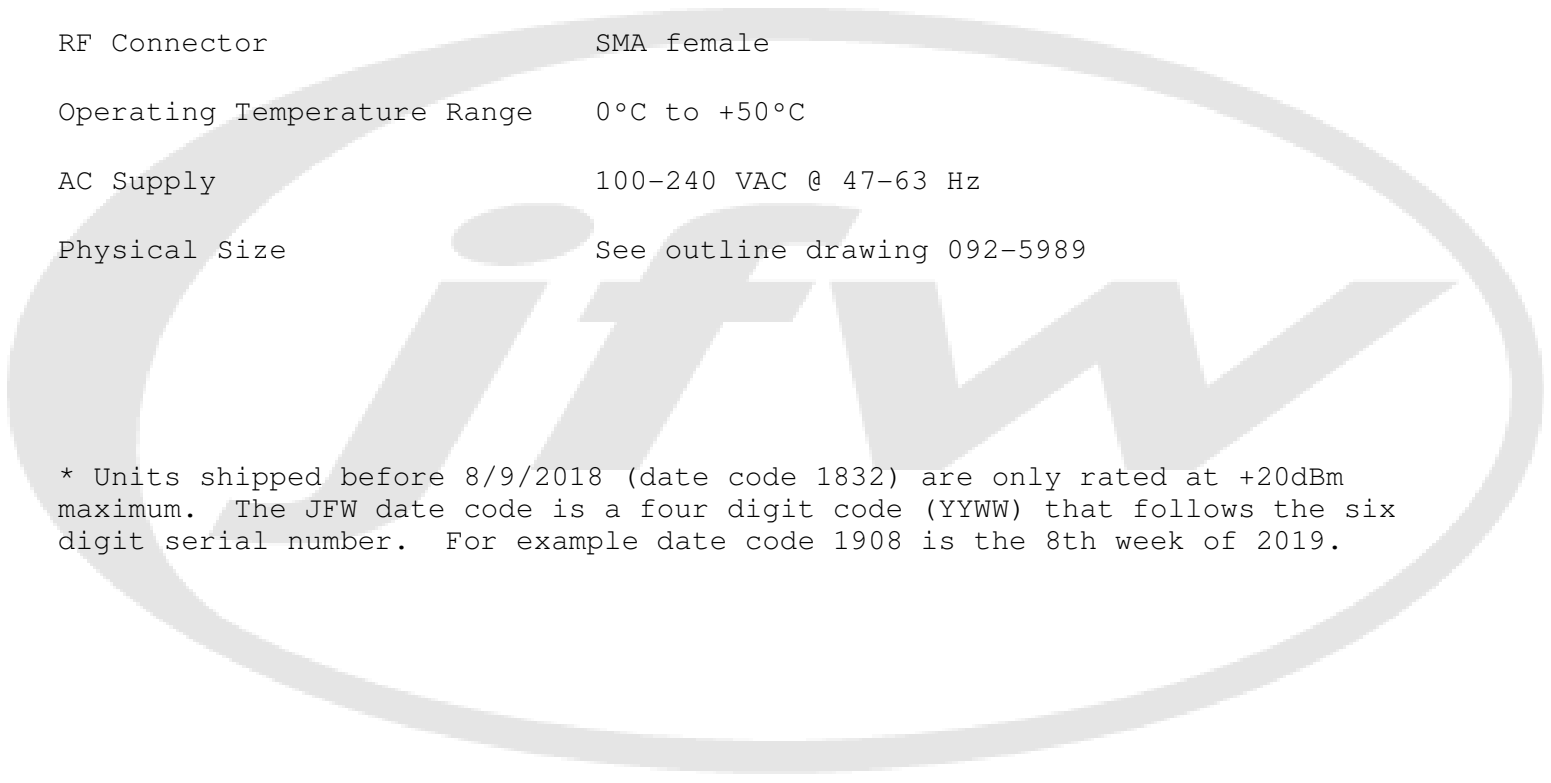 RF Connector SMA female
Operating Temperature Range 0°C to +50°C
AC Supply 100-240 VAC @ 47-63 Hz
Physical Size See outline drawing 092-5989
jfw
* Units shipped before 8/9/2018 (date code 1832) are only rated at +20dBm
maximum. The JFW date code is a four digit code (YYWW) that follows the six
digit serial number. For example date code 1908 is the 8th week of 2019.